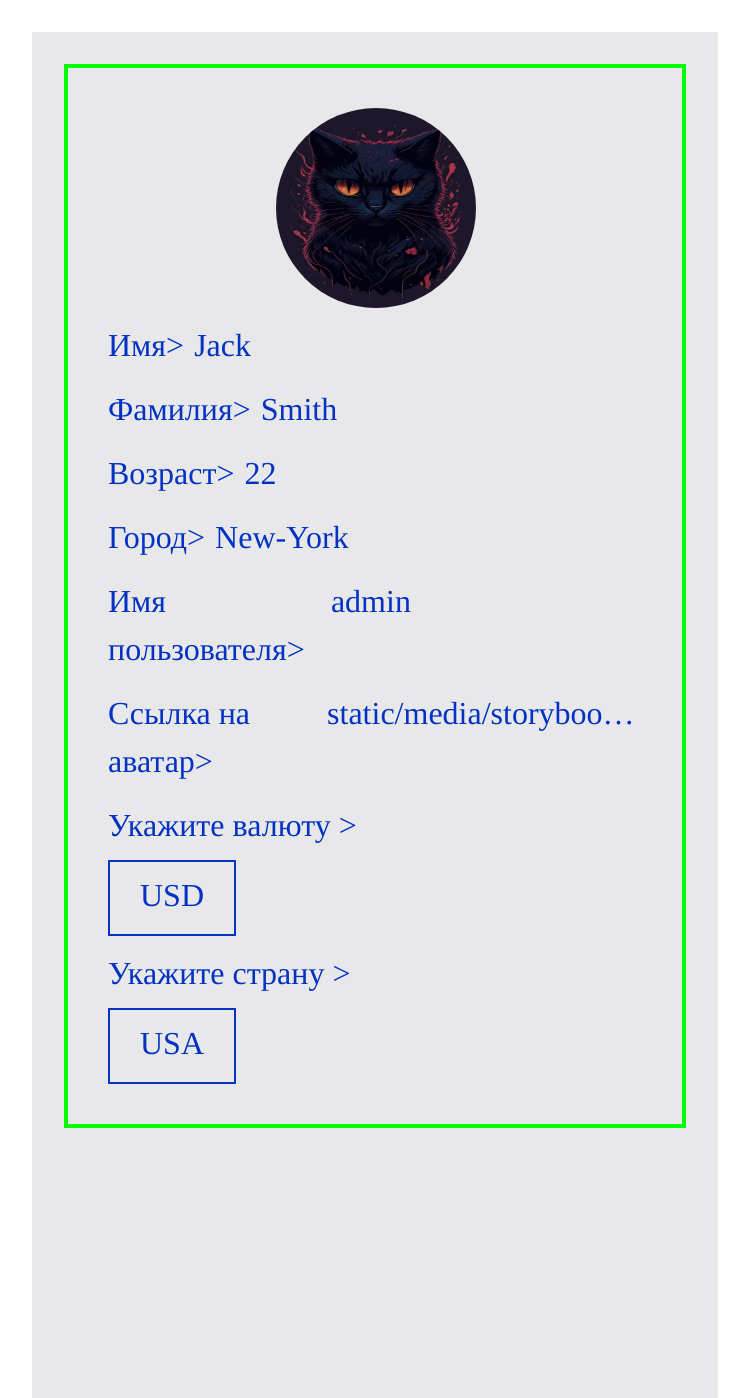 Имя> Jack
Фамилия> Smith
Возраст> 22
Город> New-York
Имя пользователя> admin
Ссылка на аватар> static/media/storyboo…
Укажите валюту >
USD
Укажите страну >
USA